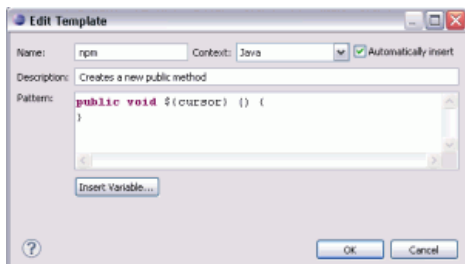 Edit Template
Name: npm Context: Java Automatically insert
Description: Creates a new public method
Pattern: public void ${cursor} () {
}
Insert Variable...
? OK Cancel